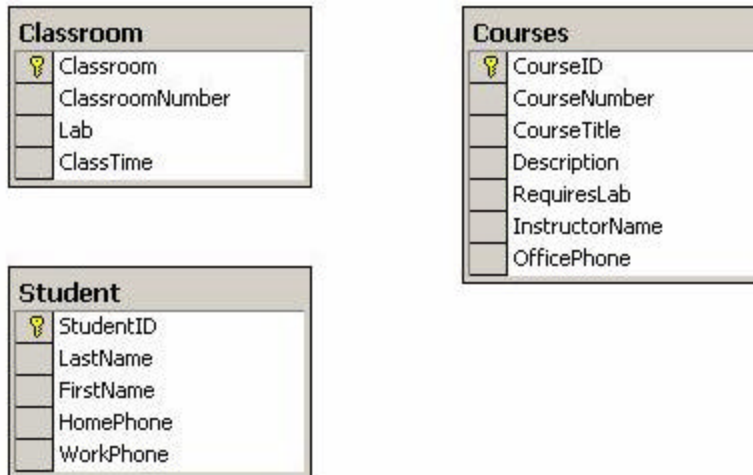 Classroom
Classroom
ClassroomNumber
Lab
ClassTime
Courses
CourseID
CourseNumber
CourseTitle
Description
RequiresLab
InstructorName
OfficePhone
Student
StudentID
LastName
FirstName
HomePhone
WorkPhone